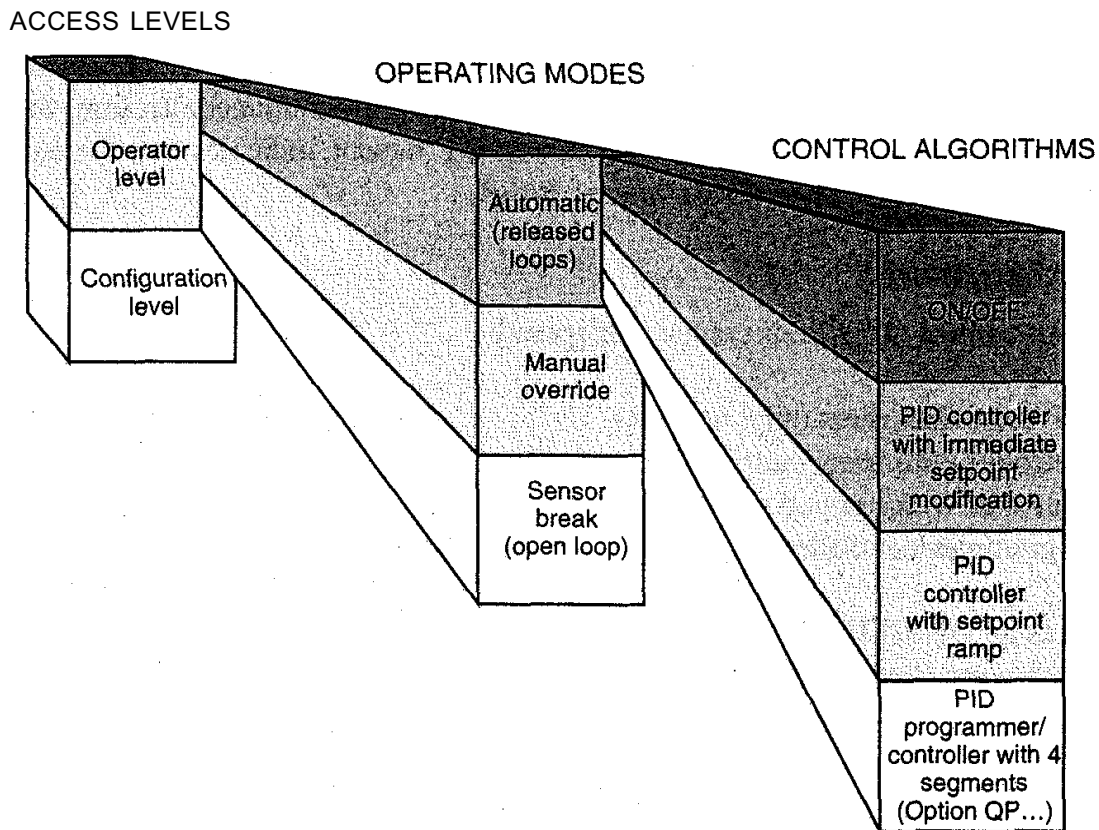 ACCESS LEVELS
OPERATING MODES
CONTROL ALGORITHMS
Operator
level
Configuration
level
Automatic
(released
loops)
Manual
override
Sensor
break
(open loop)
ON/OFF
PID controller
with immediate
setpoint
modification
PID
controller
with setpoint
ramp
PID
programmer/
controller with 4
segments
(Option QP...)